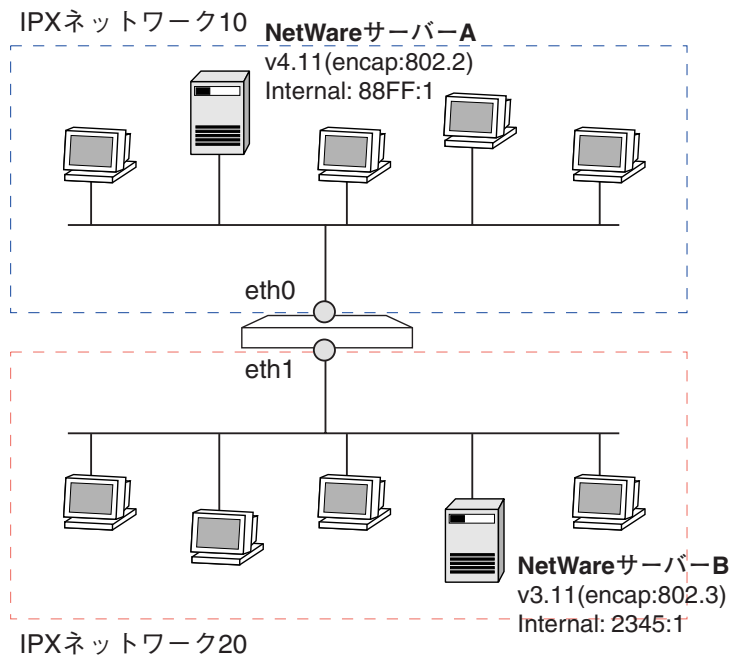 IPXネットワーク10
NetWareサーバーA
v4.11(encap:802.2)
Internal: 88FF:1
eth0
eth1
NetWareサーバーB
v3.11(encap:802.3)
Internal: 2345:1
IPXネットワーク20